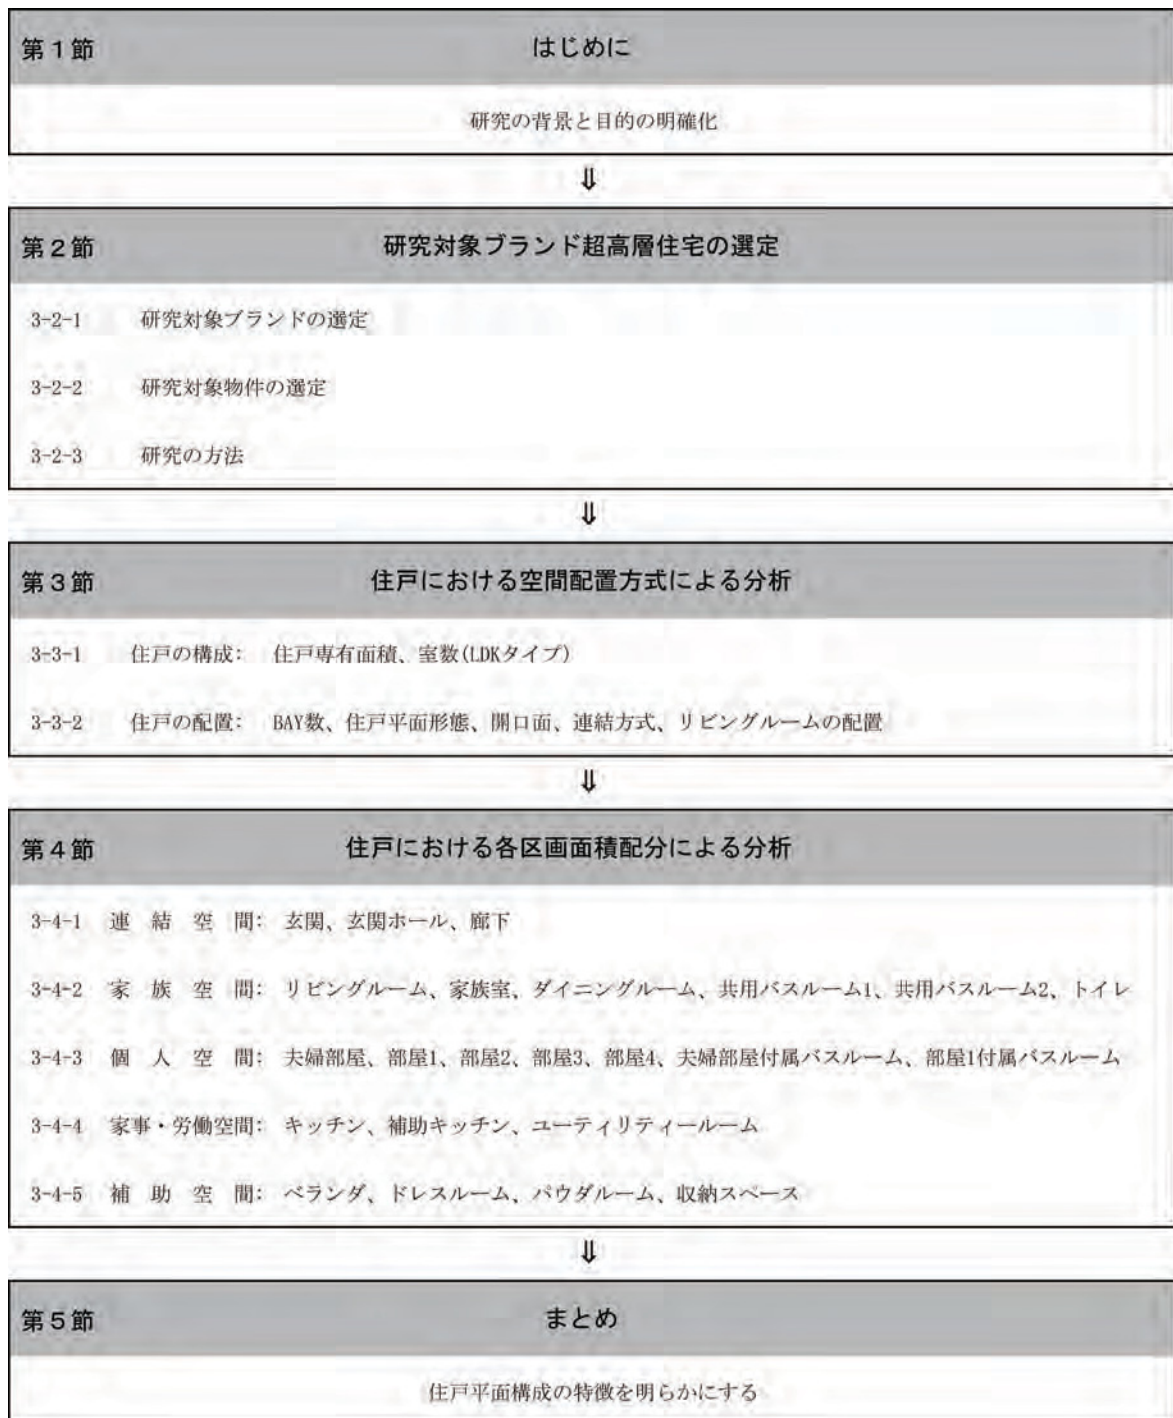 第1節 はじめに
研究の背景と目的の明確化
⇓
第2節 研究対象ブランド超高層住宅の選定
3-2-1 研究対象ブランドの選定
3-2-2 研究対象物件の選定
3-2-3 研究の方法
⇓
第3節 住戸における空間配置方式による分析
3-3-1 住戸の構成: 住戸専有面積、室数(LDKタイプ)
3-3-2 住戸の配置: BAY数、住戸平面形態、開口面、連結方式、リビングルームの配置
⇓
第4節 住戸における各区画面積配分による分析
3-4-1 連結空間: 玄関、玄関ホール、廊下
3-4-2 家族空間: リビングルーム、家族室、ダイニングルーム、共用バスルーム1、共用バスルーム2、トイレ
3-4-3 個人空間: 夫婦部屋、部屋1、部屋2、部屋3、部屋4、夫婦部屋付属バスルーム、部屋1付属バスルーム
3-4-4 家事・労働空間: キッチン、補助キッチン、ユーティリティールーム
3-4-5 補助空間: ベランダ、ドレスルーム、パウダルーム、収納スペース
⇓
第5節 まとめ
住戸平面構成の特徴を明らかにする